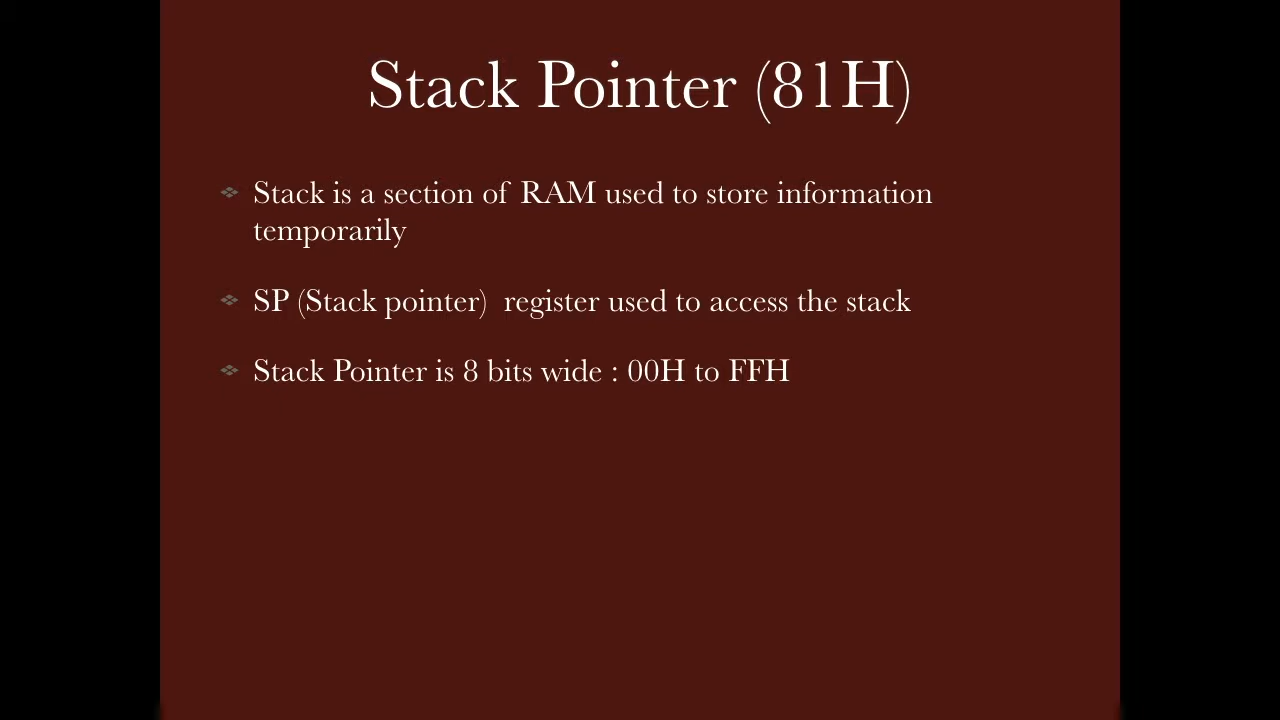 Stack Pointer (81H)
Stack is a section of RAM used to store information
temporarily
SP (Stack pointer) register used to access the stack
Stack Pointer is 8 bits wide : 00H to FFH